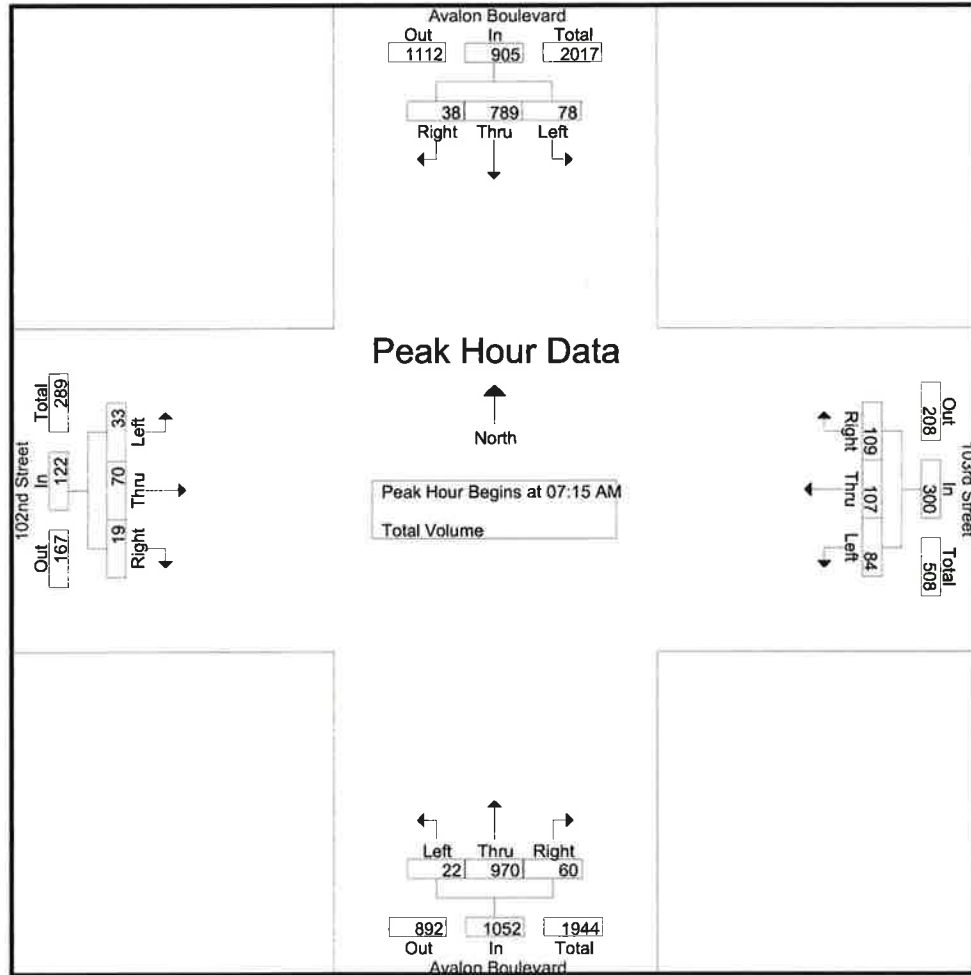 Avalon Boulevard
Out In Total
1112 905 2017
38 789 78
Right Thru Left
Peak Hour Data
North
Peak Hour Begins at 07:15 AM
Total Volume
102nd Street
Out In Total
167 122 289
Right Thru Left
19 70 33
103rd Street
Out In Total
208 300 508
109 107 84
Right Thru Left
Left Thru Right
22 970 60
892 1052 1944
Out In Total
Avalon Boulevard